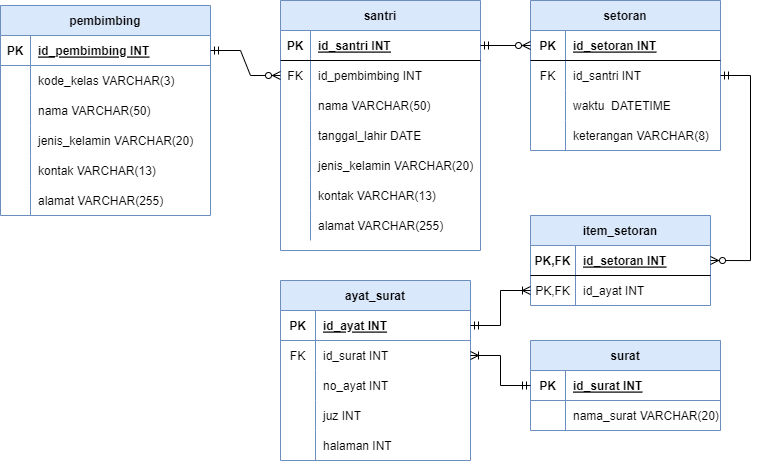 pembimbing
PK id_pembimbing INT
kode_kelas VARCHAR(3)
nama VARCHAR(50)
jenis_kelamin VARCHAR(20)
kontak VARCHAR(13)
alamat VARCHAR(255)
santri
PK id_santri INT
FK id_pembimbing INT
nama VARCHAR(50)
tanggal_lahir DATE
jenis_kelamin VARCHAR(20)
kontak VARCHAR(13)
alamat VARCHAR(255)
setoran
PK id_setoran INT
FK id_santri INT
waktu DATETIME
keterangan VARCHAR(8)
item_setoran
PK,FK id_setoran INT
PK,FK id_ayat INT
ayat_surat
PK id_ayat INT
FK id_surat INT
no_ayat INT
juz INT
halaman INT
surat
PK id_surat INT
nama_surat VARCHAR(20)